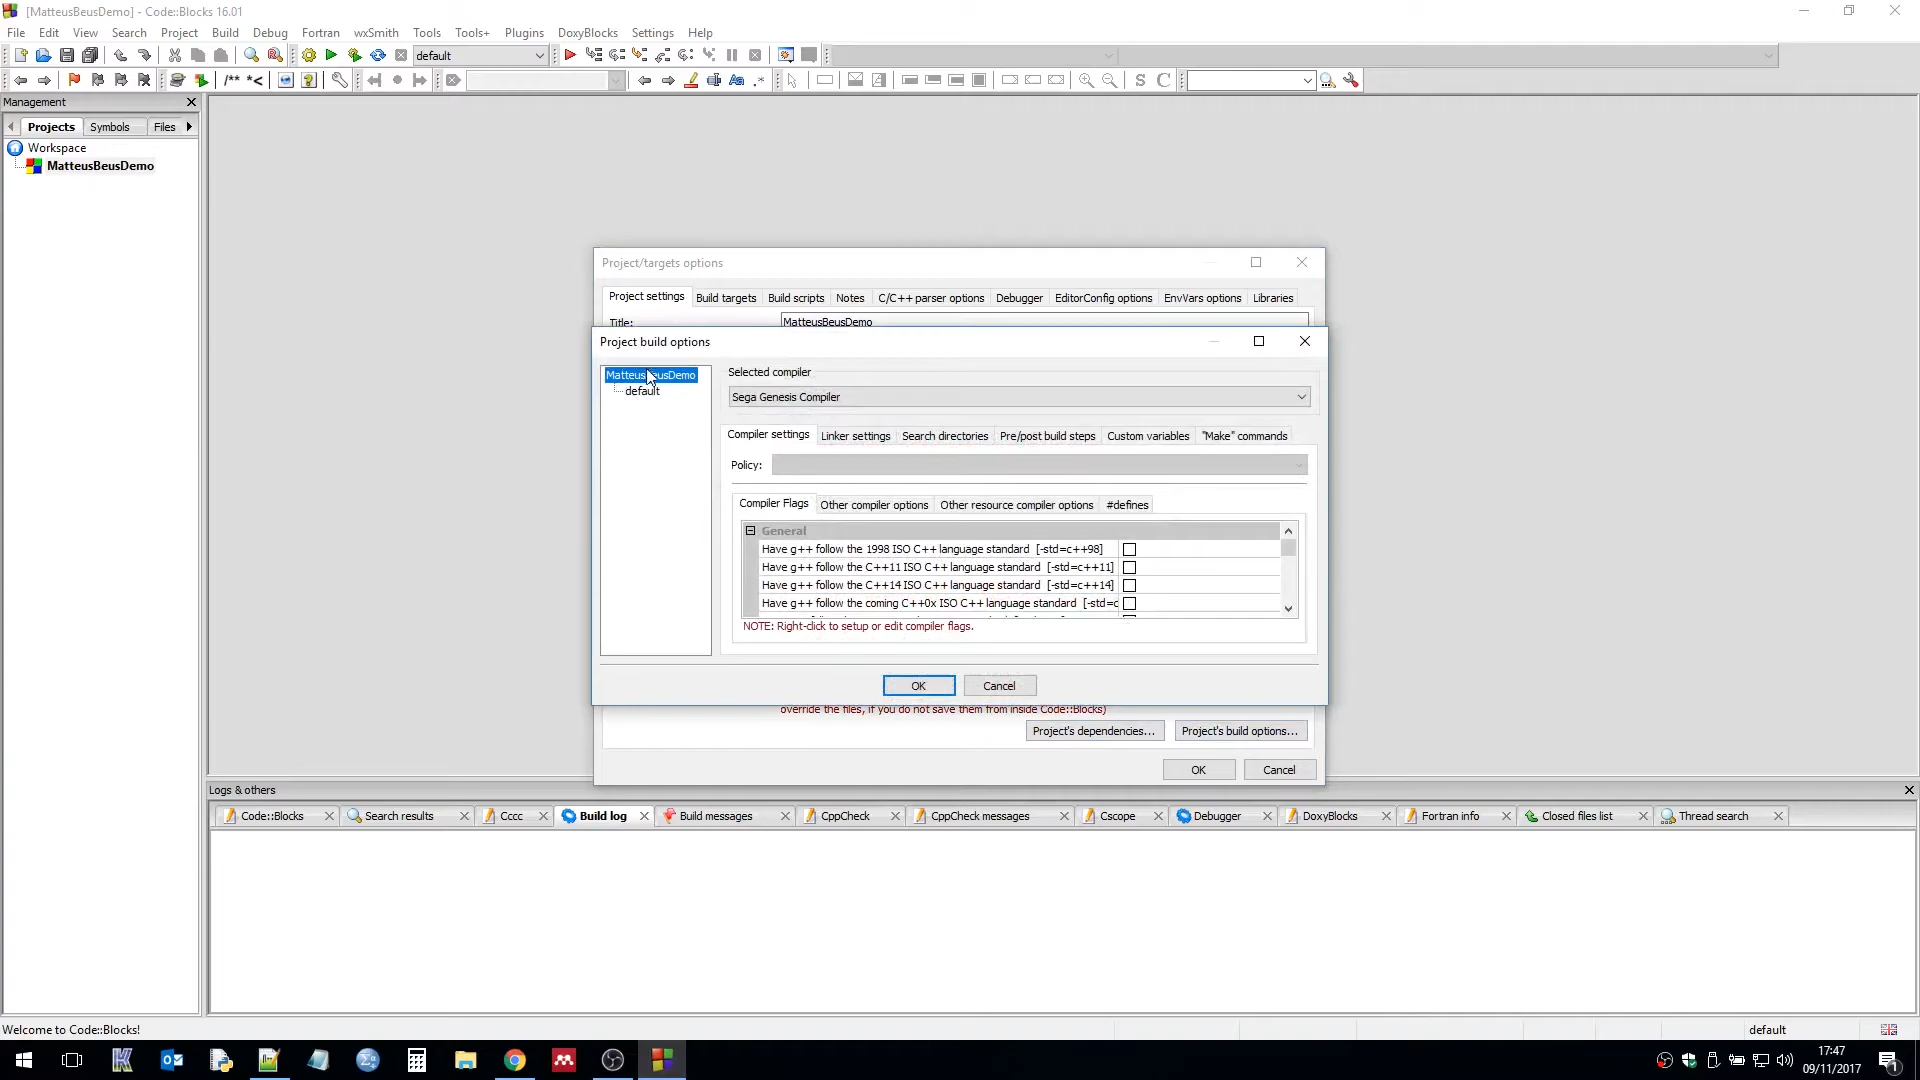 [MatteusBeusDemo] - Code::Blocks 16.01
File Edit View Search Project Build Debug Fortran wxSmith Tools Tools+ Plugins DoxyBlocks Settings Help
default
/** *<
Aa .* S C
Management
Projects Symbols Files
Workspace
MatteusBeusDemo
Project/targets options
Project settings Build targets Build scripts Notes C/C++ parser options Debugger EditorConfig options EnvVars options Libraries
Title: MatteusBeusDemo
Project build options
default
Selected compiler
Sega Genesis Compiler
Compiler settings Linker settings Search directories Pre/post build steps Custom variables "Make" commands
Policy:
Compiler Flags Other compiler options Other resource compiler options #defines
General
Have g++ follow the 1998 ISO C++ language standard [-std=c++98]
Have g++ follow the C++11 ISO C++ language standard [-std=c++11]
Have g++ follow the C++14 ISO C++ language standard [-std=c++14]
Have g++ follow the coming C++0x ISO C++ language standard [-std=c
NOTE: Right-click to setup or edit compiler flags.
OK Cancel
override the files, if you do not save them from inside Code::Blocks)
Project's dependencies... Project's build options...
OK Cancel
Logs & others
Code::Blocks Search results Cccc Build log Build messages CppCheck CppCheck messages Cscope Debugger DoxyBlocks Fortran info Closed files list Thread search
Welcome to Code::Blocks!
default
17:47
09/11/2017
1